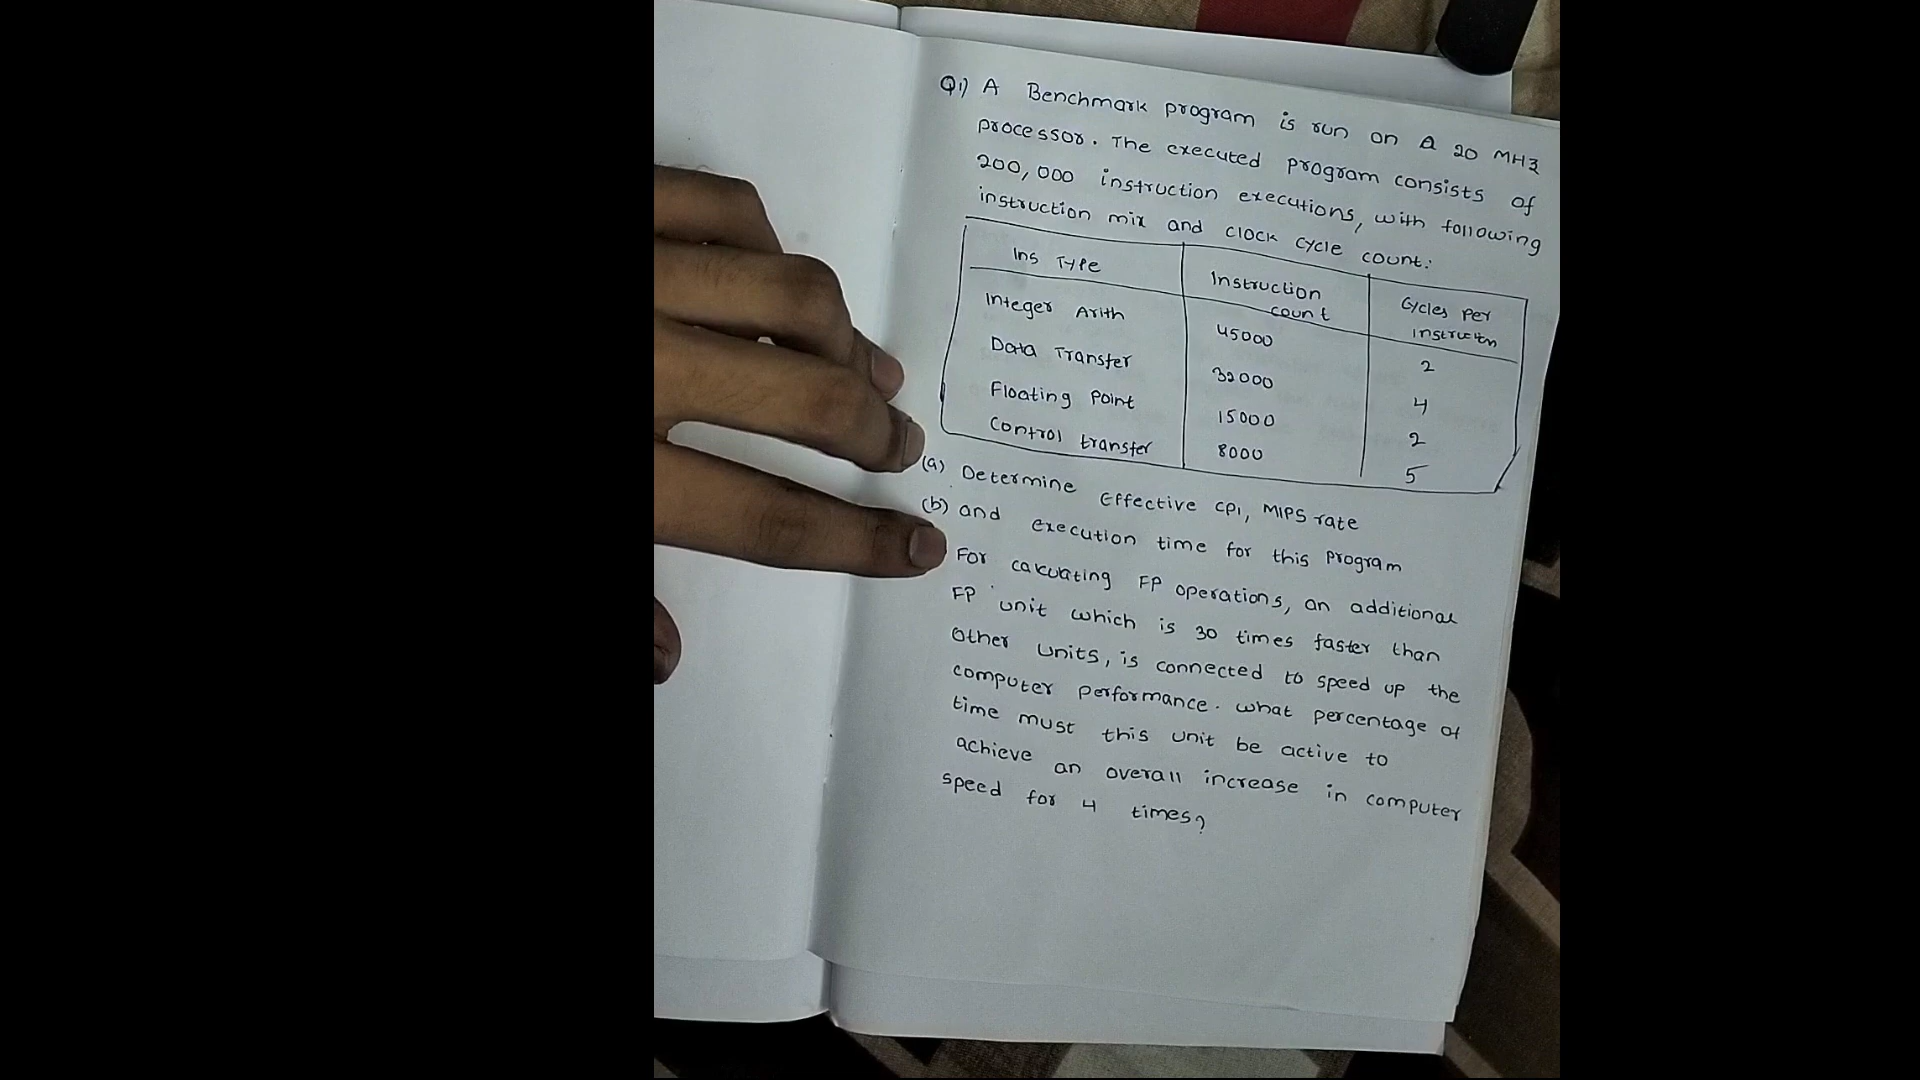 Q1) A Benchmark program is run on A 20 MHz
processor. The executed program consists of
200,000 instruction executions, with following
instruction mix and clock cycle count:
Ins Type Instruction count Cycles per instruction
Integer Arith 45000 2
Data Transfer 32000 4
Floating point 15000 2
Control transfer 8000 5
(a) Determine Effective CPI, MIPS rate
(b) and execution time for this program
For calculating FP operations, an additional
FP unit which is 30 times faster than
other units, is connected to speed up the
computer performance. What percentage of
time must this unit be active to
achieve an overall increase in computer
speed for 4 times?